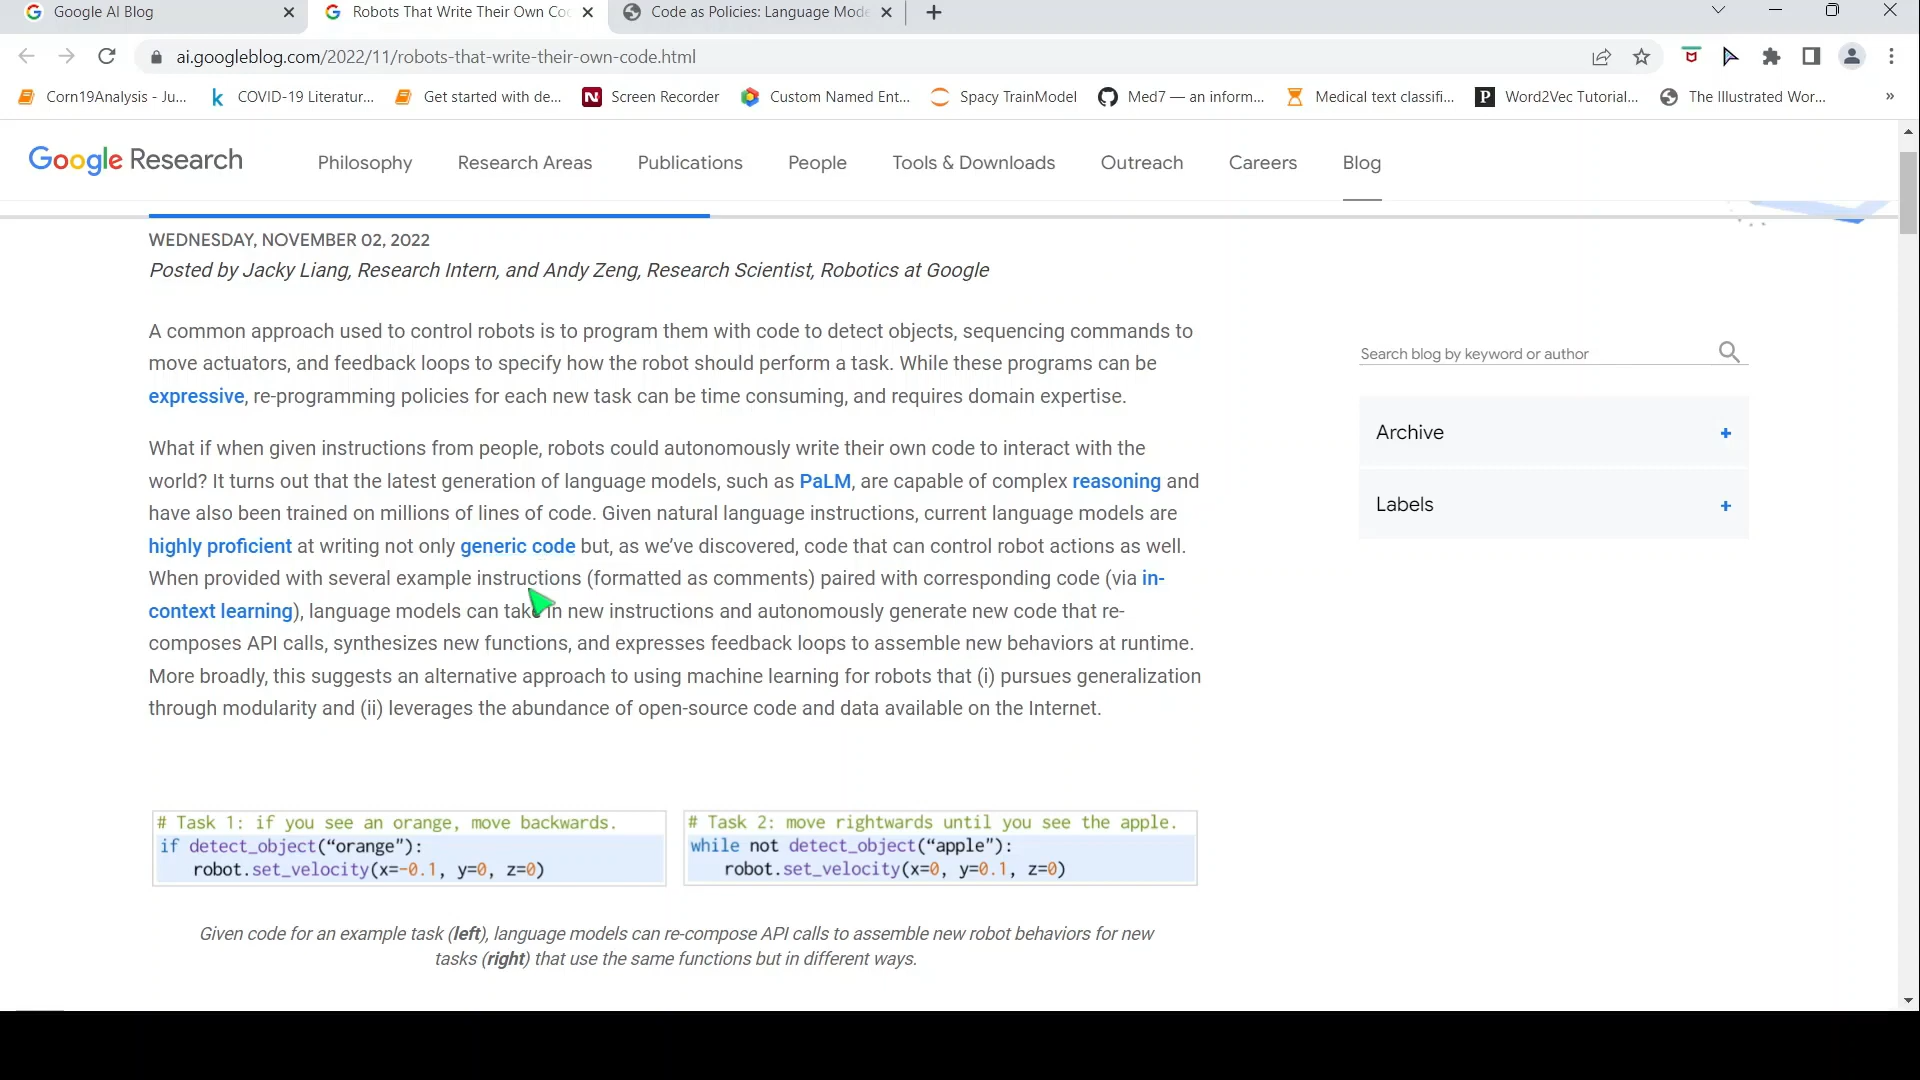 Google AI Blog
Robots That Write Their Own Co
Code as Policies: Language Mode
ai.googleblog.com/2022/11/robots-that-write-their-own-code.html
Corn19Analysis - Ju...
COVID-19 Literatur...
Get started with de...
Screen Recorder
Custom Named Ent...
Spacy TrainModel
Med7 — an inform...
Medical text classifi...
Word2Vec Tutorial...
The Illustrated Wor...
»
Google Research
Philosophy
Research Areas
Publications
People
Tools & Downloads
Outreach
Careers
Blog
WEDNESDAY, NOVEMBER 02, 2022
Posted by Jacky Liang, Research Intern, and Andy Zeng, Research Scientist, Robotics at Google
A common approach used to control robots is to program them with code to detect objects, sequencing commands to
move actuators, and feedback loops to specify how the robot should perform a task. While these programs can be
expressive, re-programming policies for each new task can be time consuming, and requires domain expertise.
What if when given instructions from people, robots could autonomously write their own code to interact with the
world? It turns out that the latest generation of language models, such as PaLM, are capable of complex reasoning and
have also been trained on millions of lines of code. Given natural language instructions, current language models are
highly proficient at writing not only generic code but, as we've discovered, code that can control robot actions as well.
When provided with several example instructions (formatted as comments) paired with corresponding code (via in-
context learning), language models can take in new instructions and autonomously generate new code that re-
composes API calls, synthesizes new functions, and expresses feedback loops to assemble new behaviors at runtime.
More broadly, this suggests an alternative approach to using machine learning for robots that (i) pursues generalization
through modularity and (ii) leverages the abundance of open-source code and data available on the Internet.
# Task 1: if you see an orange, move backwards.
if detect_object("orange"):
robot.set_velocity(x=-0.1, y=0, z=0)
# Task 2: move rightwards until you see the apple.
while not detect_object("apple"):
robot.set_velocity(x=0, y=0.1, z=0)
Given code for an example task (left), language models can re-compose API calls to assemble new robot behaviors for new
tasks (right) that use the same functions but in different ways.
Search blog by keyword or author
Archive +
Labels +